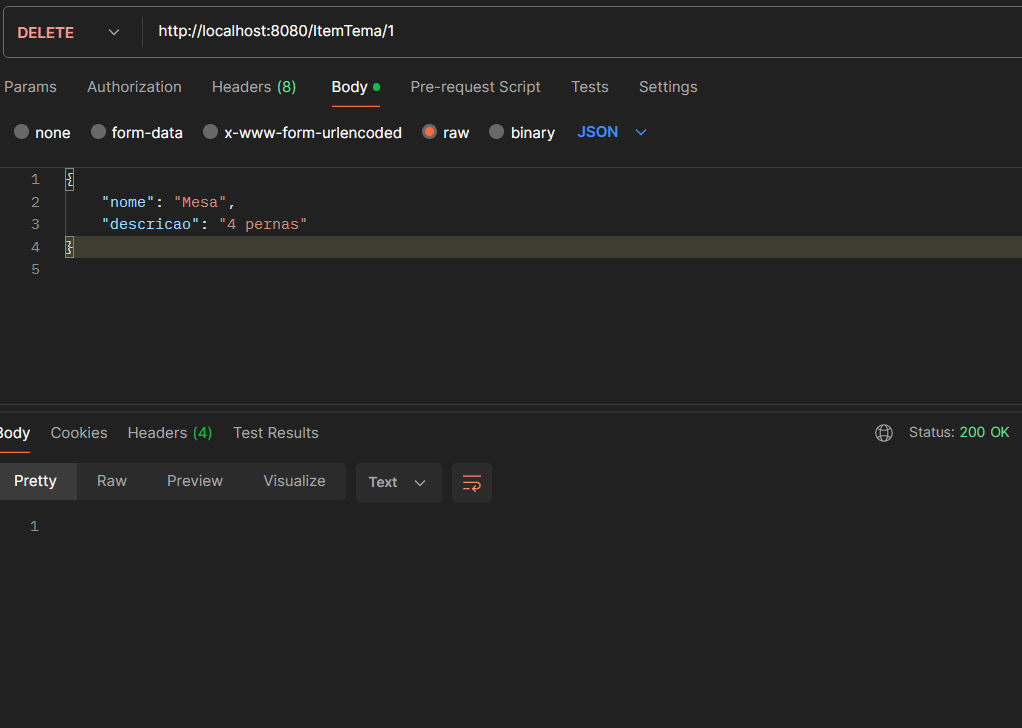 DELETE http://localhost:8080/ItemTema/1
Params Authorization Headers (8) Body Pre-request Script Tests Settings
none form-data x-www-form-urlencoded raw binary JSON
1 {
2 "nome": "Mesa",
3 "descricao": "4 pernas"
4 }
5
Body Cookies Headers (4) Test Results Status: 200 OK
Pretty Raw Preview Visualize Text
1